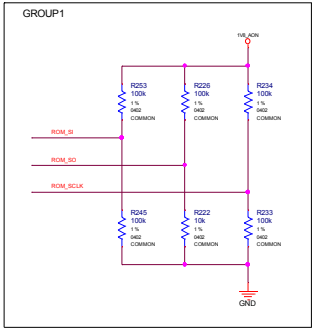 GROUP1
1V8_AON
R253
100k
1 %
0402
COMMON
R226
100k
1 %
0402
COMMON
R234
100k
1 %
0402
COMMON
ROM_SI
ROM_SO
ROM_SCLK
R245
100k
1 %
0402
COMMON
R222
10k
1 %
0402
COMMON
R233
100k
1 %
0402
COMMON
GND